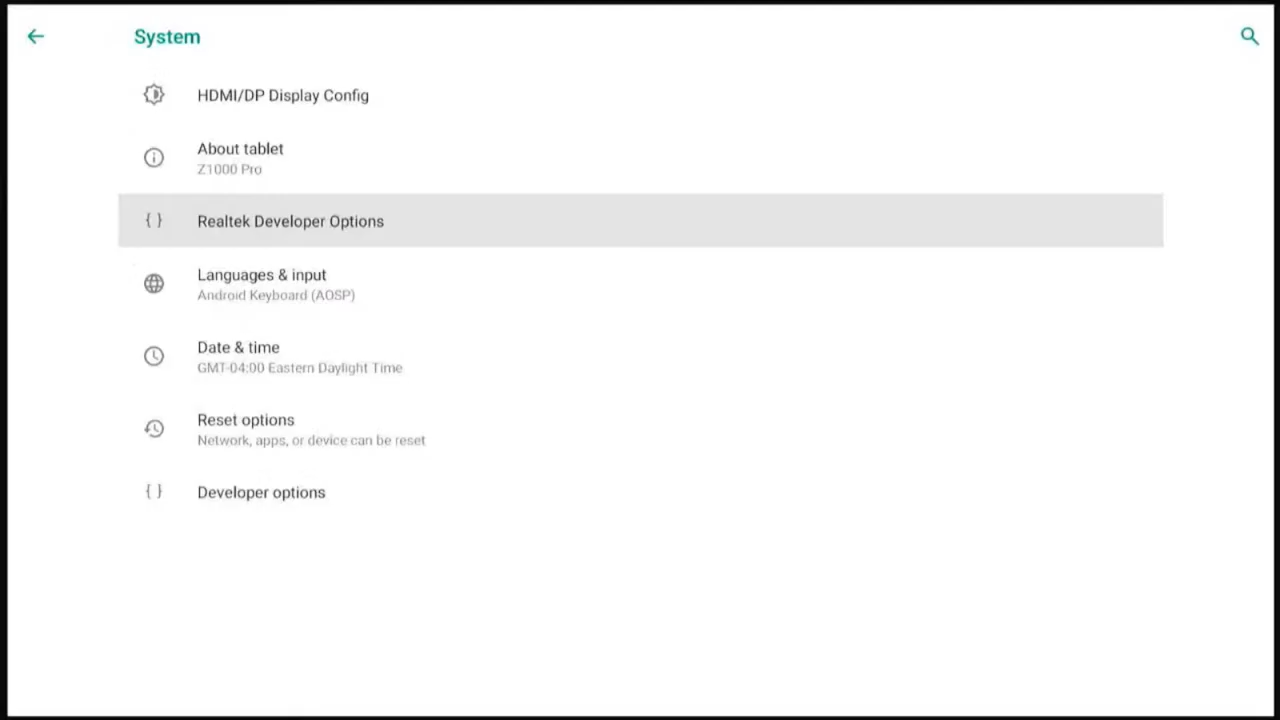 System
HDMI/DP Display Config
About tablet
Z1000 Pro
{ } Realtek Developer Options
Languages & input
Android Keyboard (AOSP)
Date & time
GMT-04:00 Eastern Daylight Time
Reset options
Network, apps, or device can be reset
{ } Developer options